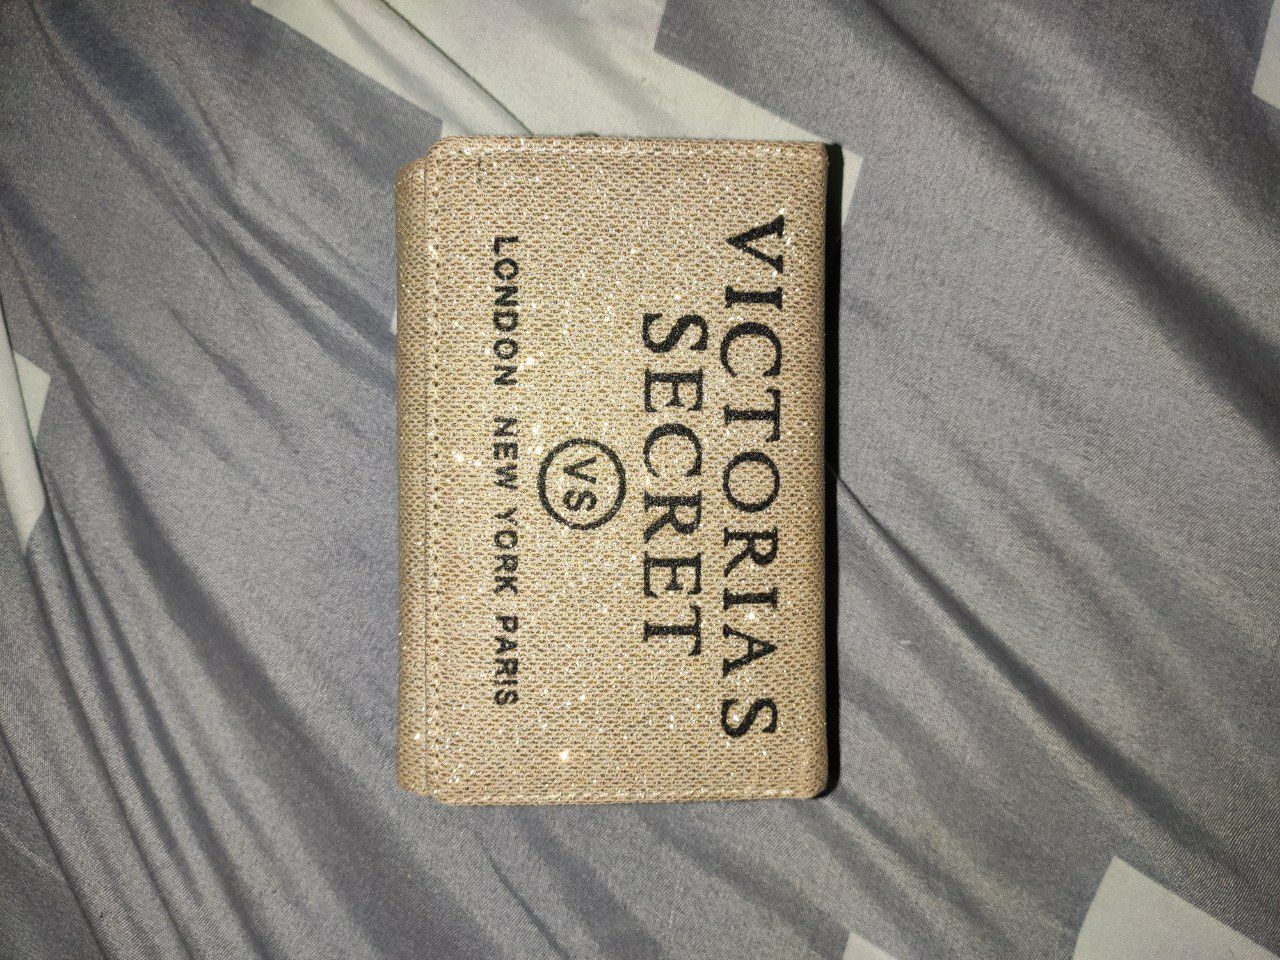 VICTORIAS
SECRET
VS
LONDON NEW YORK PARIS